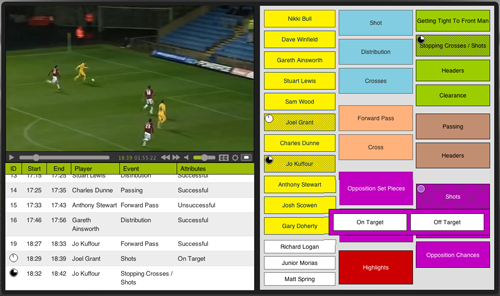 18:39 01:55:22
# Start End Player Event Attributes
13 17:15 Stuart Lewis Distribution Successful
14 17:25 17:35 Charles Dunne Passing Successful
15 17:33 17:43 Anthony Stewart Forward Pass Unsuccessful
16 17:46 17:56 Gareth Ainsworth Distribution Successful
19 18:27 18:33 Jo Kuffour Forward Pass Successful
18:29 18:39 Joel Grant Shots On Target
18:32 18:42 Jo Kuffour Stopping Crosses / Shots
Nikki Bull
Dave Winfield
Gareth Ainsworth
Stuart Lewis
Sam Wood
Joel Grant
Charles Dunne
Jo Kuffour
Anthony Stewart
Josh Scowen
Gary Doherty
Richard Logan
Junior Morias
Matt Spring
Shot
Distribution
Crosses
Forward Pass
Cross
Opposition Set Pieces
Highlights
Getting Tight To Front Man
Stopping Crosses / Shots
Headers
Clearance
Passing
Headers
Shots
On Target
Off Target
Opposition Chances